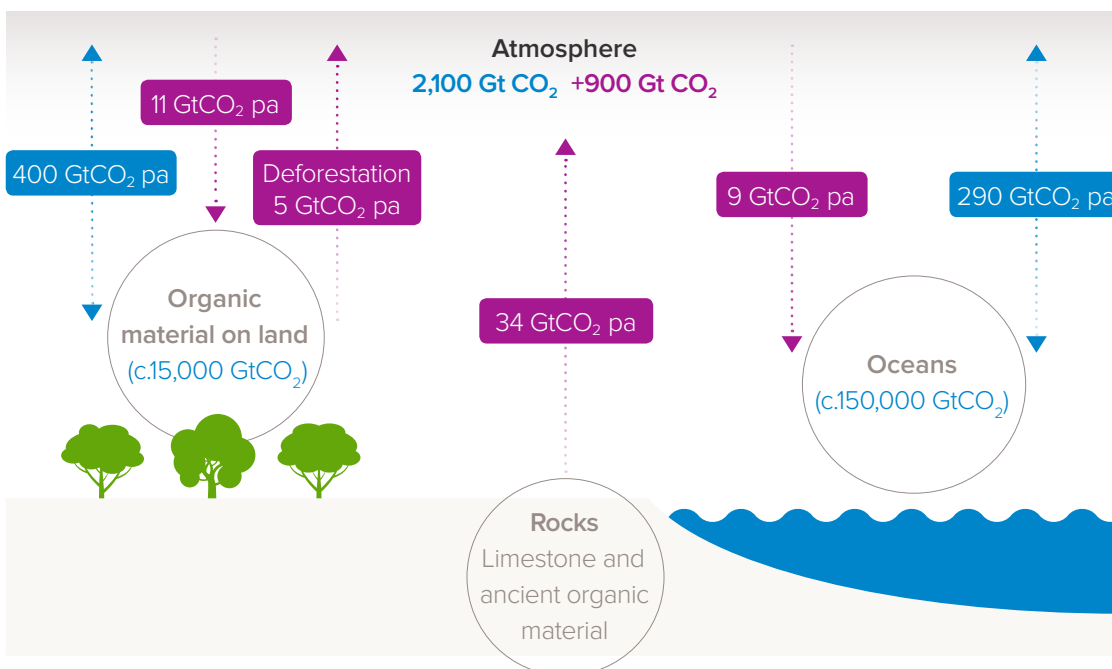 Atmosphere
2,100 Gt CO₂ +900 Gt CO₂
11 GtCO₂ pa
400 GtCO₂ pa
Deforestation
5 GtCO₂ pa
9 GtCO₂ pa
290 GtCO₂ pa
34 GtCO₂ pa
Organic
material on land
(c.15,000 GtCO₂)
Oceans
(c.150,000 GtCO₂)
Rocks
Limestone and
ancient organic
material